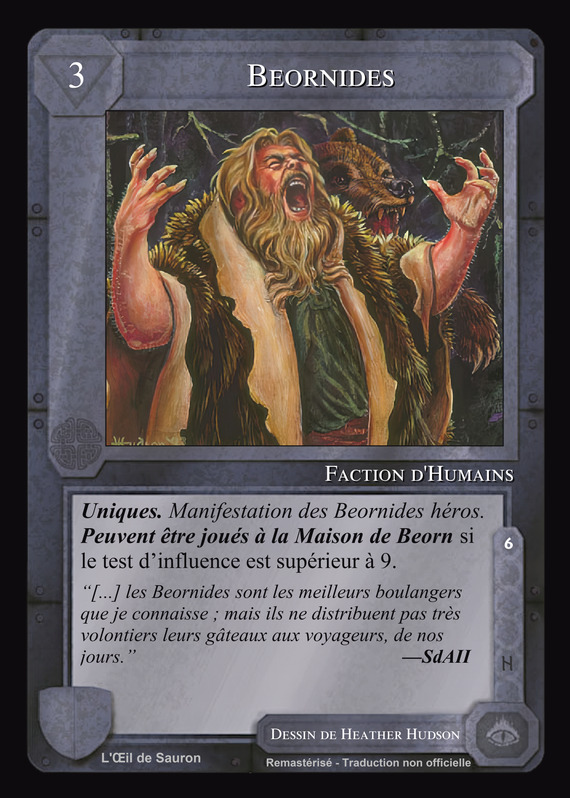 3
BEORNIDES
FACTION D'HUMAINS
Uniques. Manifestation des Beornides héros.
Peuvent être joués à la Maison de Beorn si
le test d’influence est supérieur à 9.
6
“[...] les Beornides sont les meilleurs boulangers
que je connaisse ; mais ils ne distribuent pas très
volontiers leurs gâteaux aux voyageurs, de nos
jours.” —SdAII
DESSIN DE HEATHER HUDSON
L'Œil de Sauron
Remastérisé - Traduction non officielle